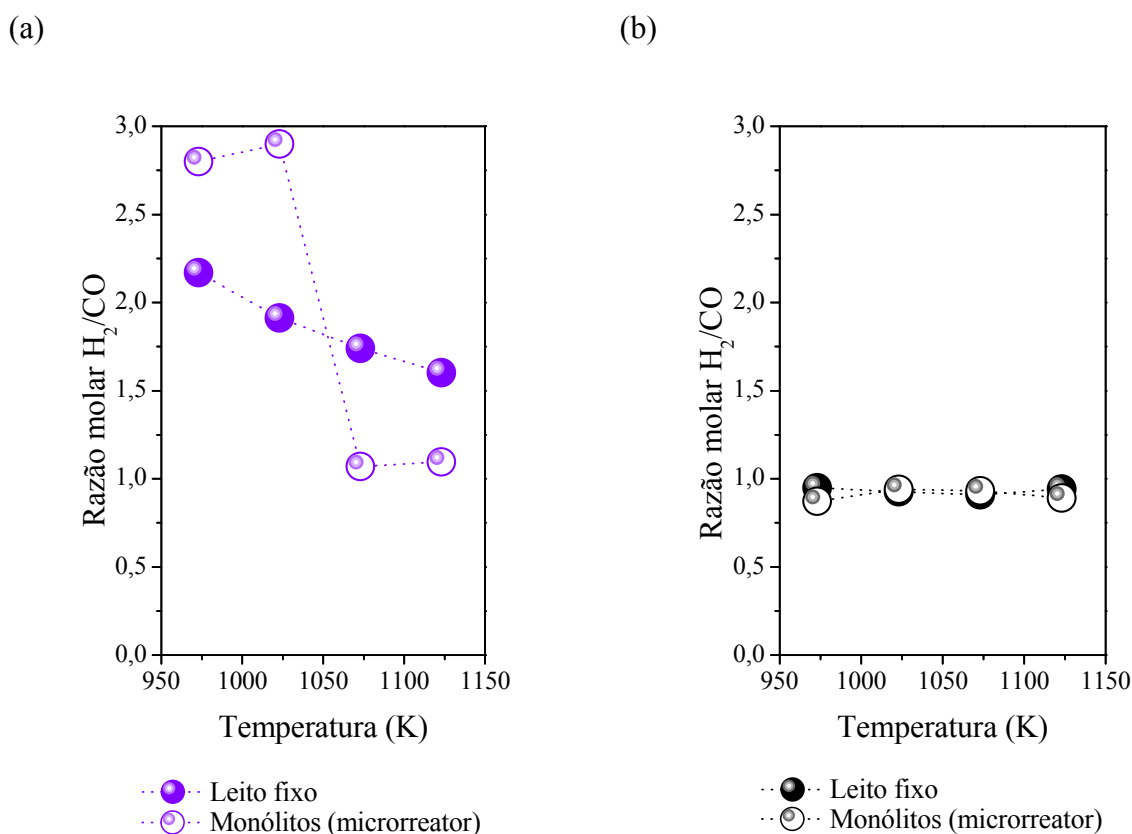 (a)
Razão molar H₂/CO
3,0
2,5
2,0
1,5
1,0
0,5
0,0
950 1000 1050 1100 1150
Temperatura (K)
Leito fixo
Monólitos (microrreator)
(b)
Razão molar H₂/CO
3,0
2,5
2,0
1,5
1,0
0,5
0,0
950 1000 1050 1100 1150
Temperatura (K)
Leito fixo
Monólitos (microrreator)